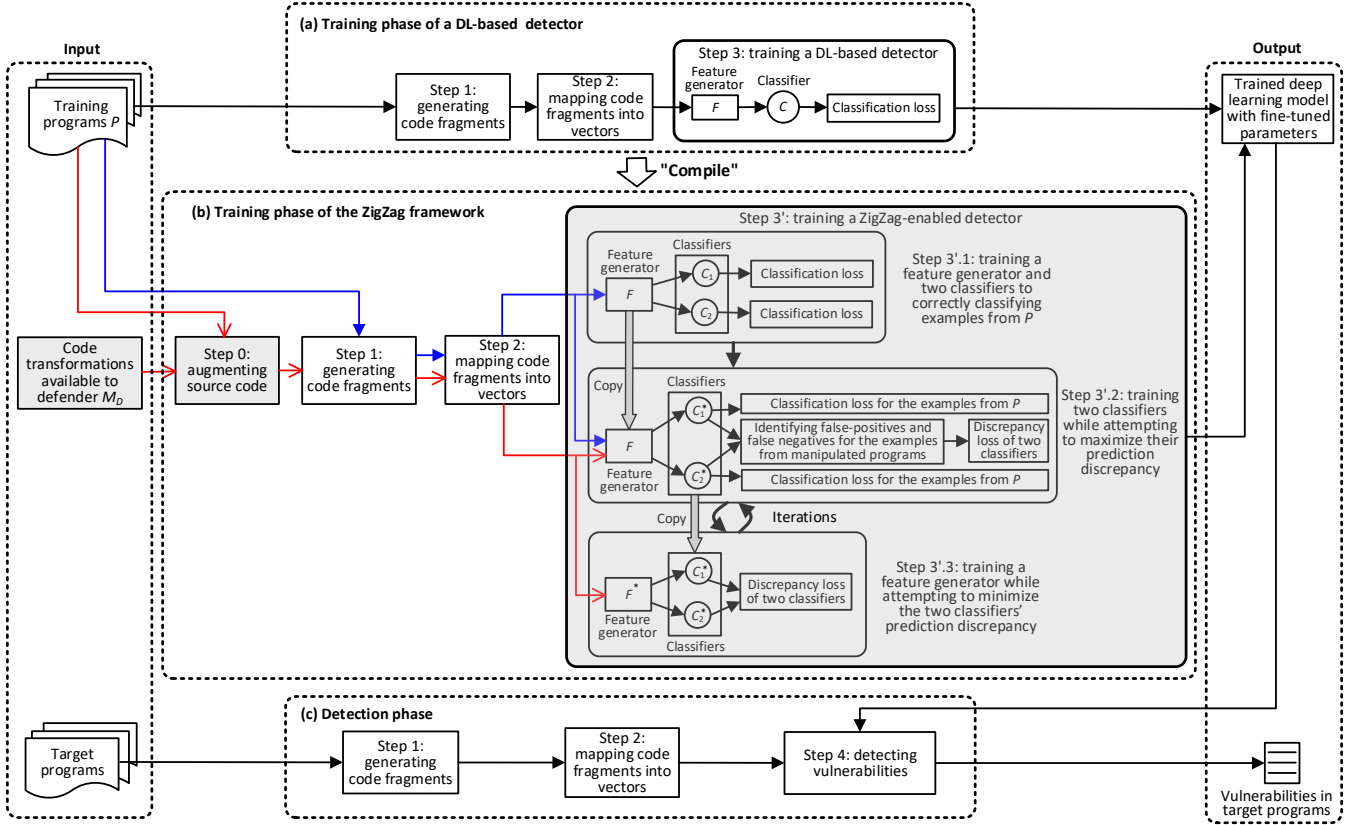 (a) Training phase of a DL-based detector
Input
Output
Training
programs P
Step 1:
generating
code fragments
Step 2:
mapping code
fragments into
vectors
Step 3: training a DL-based detector
Feature
generator
Classifier
F
C
Classification loss
Trained deep
learning model
with fine-tuned
parameters
"Compile"
(b) Training phase of the ZigZag framework
Step 3': training a ZigZag-enabled detector
Feature
generator
Classifiers
F
C1
C2
Classification loss
Classification loss
Step 3'.1: training a
feature generator and
two classifiers to
correctly classifying
examples from P
Code
transformations
available to
defender MD
Step 0:
augmenting
source code
Step 1:
generating
code fragments
Step 2:
mapping code
fragments into
vectors
Copy
Classifiers
F
Feature
generator
C1*
C2*
Classification loss for the examples from P
Identifying false-positives and
false negatives for the examples
from manipulated programs
Discrepancy
loss of two
classifiers
Classification loss for the examples from P
Step 3'.2: training
two classifiers
while attempting
to maximize their
prediction
discrepancy
Copy
Iterations
F*
Feature
generator
C1*
C2*
Classifiers
Discrepancy loss
of two classifiers
Step 3'.3: training a
feature generator while
attempting to minimize
the two classifiers'
prediction discrepancy
(c) Detection phase
Target
programs
Step 1:
generating
code fragments
Step 2:
mapping code
fragments into
vectors
Step 4: detecting
vulnerabilities
Vulnerabilities in
target programs